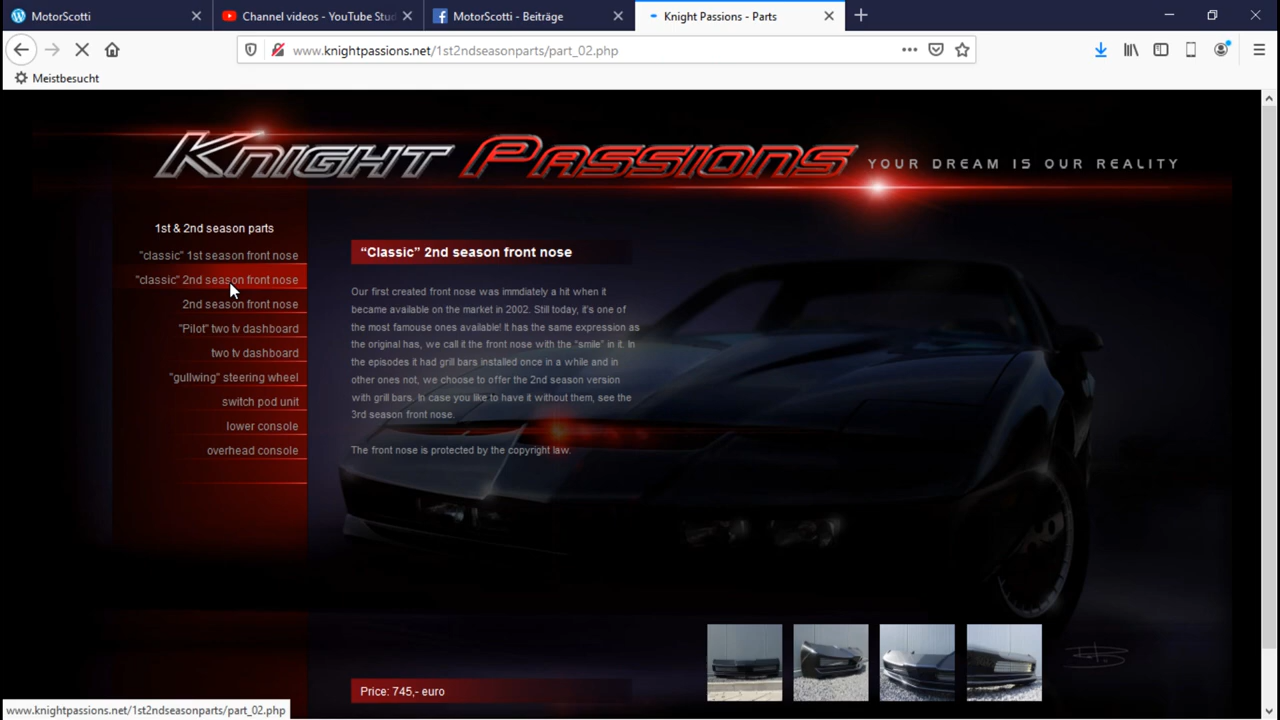 MotorScotti
Channel videos - YouTube Stud
MotorScotti - Beiträge
Knight Passions - Parts
www.knightpassions.net/1st2ndseasonparts/part_02.php
Meistbesucht
Knight Passions YOUR DREAM IS OUR REALITY
1st & 2nd season parts
"classic" 1st season front nose
"classic" 2nd season front nose
2nd season front nose
"Pilot" two tv dashboard
two tv dashboard
"gullwing" steering wheel
switch pod unit
lower console
overhead console
“Classic” 2nd season front nose
Our first created front nose was immdiately a hit when it
became available on the market in 2002. Still today, it's one of
the most famouse ones available! It has the same expression as
the original has, we call it the front nose with the “smile” in it. In
the episodes it had grill bars installed once in a while and in
other ones not, we choose to offer the 2nd season version
with grill bars. In case you like to have it without them, see the
3rd season front nose.
The front nose is protected by the copyright law.
Price: 745,- euro
www.knightpassions.net/1st2ndseasonparts/part_02.php